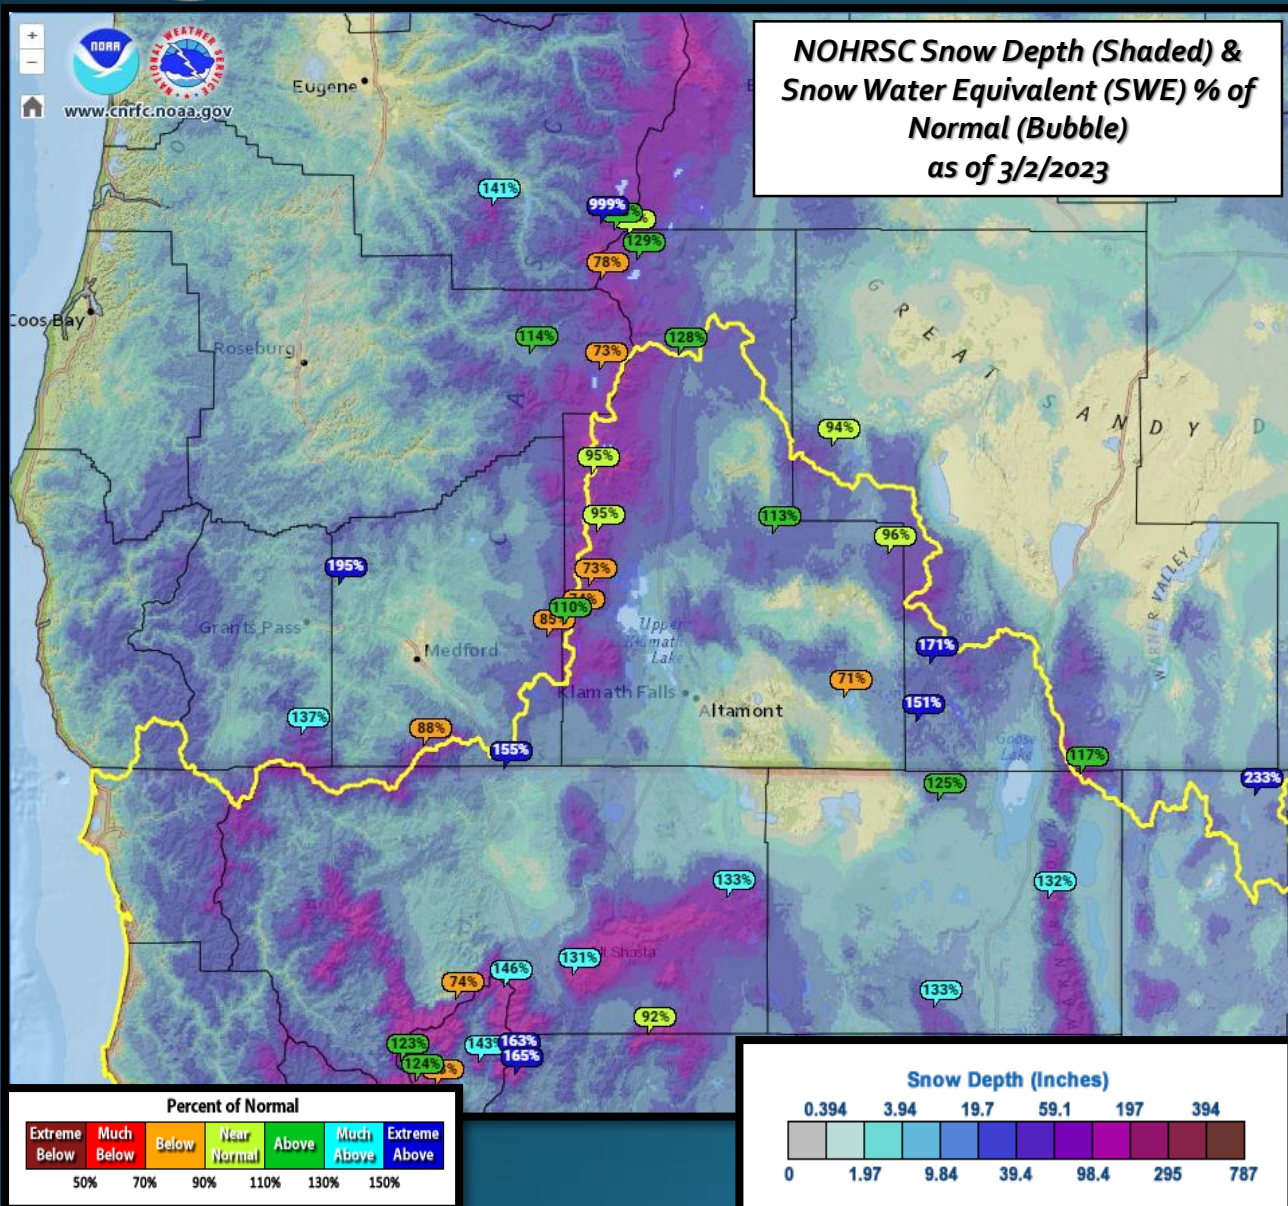 NOHRSC Snow Depth (Shaded) &
Snow Water Equivalent (SWE) % of
Normal (Bubble)
as of 3/2/2023
+
−
NOAA
NATIONAL WEATHER SERVICE
www.cnrfc.noaa.gov
Eugene
141%
999%
129%
78%
Coos Bay
Roseburg
114%
73%
128%
GREAT SANDY D
94%
95%
95%
113%
96%
195%
73%
110%
85%
Grants Pass
Medford
Upper
Klamath
Lake
WARNER VALLEY
171%
71%
Klamath Falls
Altamont
151%
137%
88%
155%
Goose
Lake
117%
125%
233%
133%
132%
131%
Mt Shasta
146%
74%
133%
92%
123%
143%
163%
124%
165%
WARN
Percent of Normal
Extreme Below
Much Below
Below
Near Normal
Above
Much Above
Extreme Above
50% 70% 90% 110% 130% 150%
Snow Depth (Inches)
0.394 3.94 19.7 59.1 197 394
0 1.97 9.84 39.4 98.4 295 787